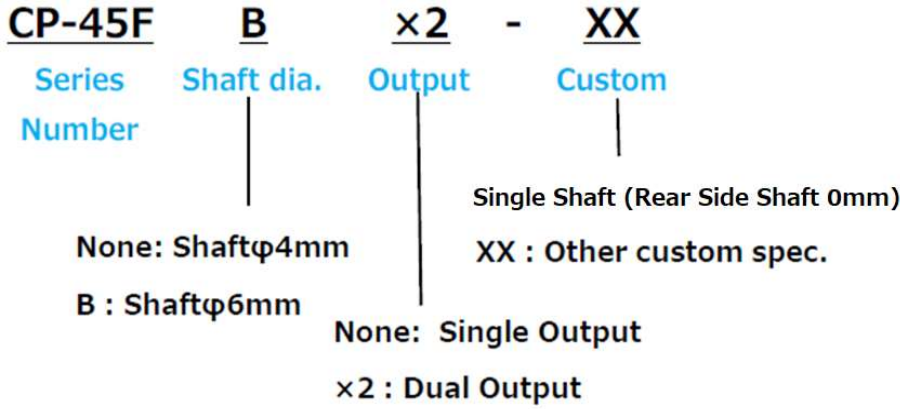 CP-45F B ×2 - XX
Series Shaft dia. Output Custom
Number
Single Shaft (Rear Side Shaft 0mm)
None: Shaftφ4mm
XX : Other custom spec.
B : Shaftφ6mm
None: Single Output
×2 : Dual Output